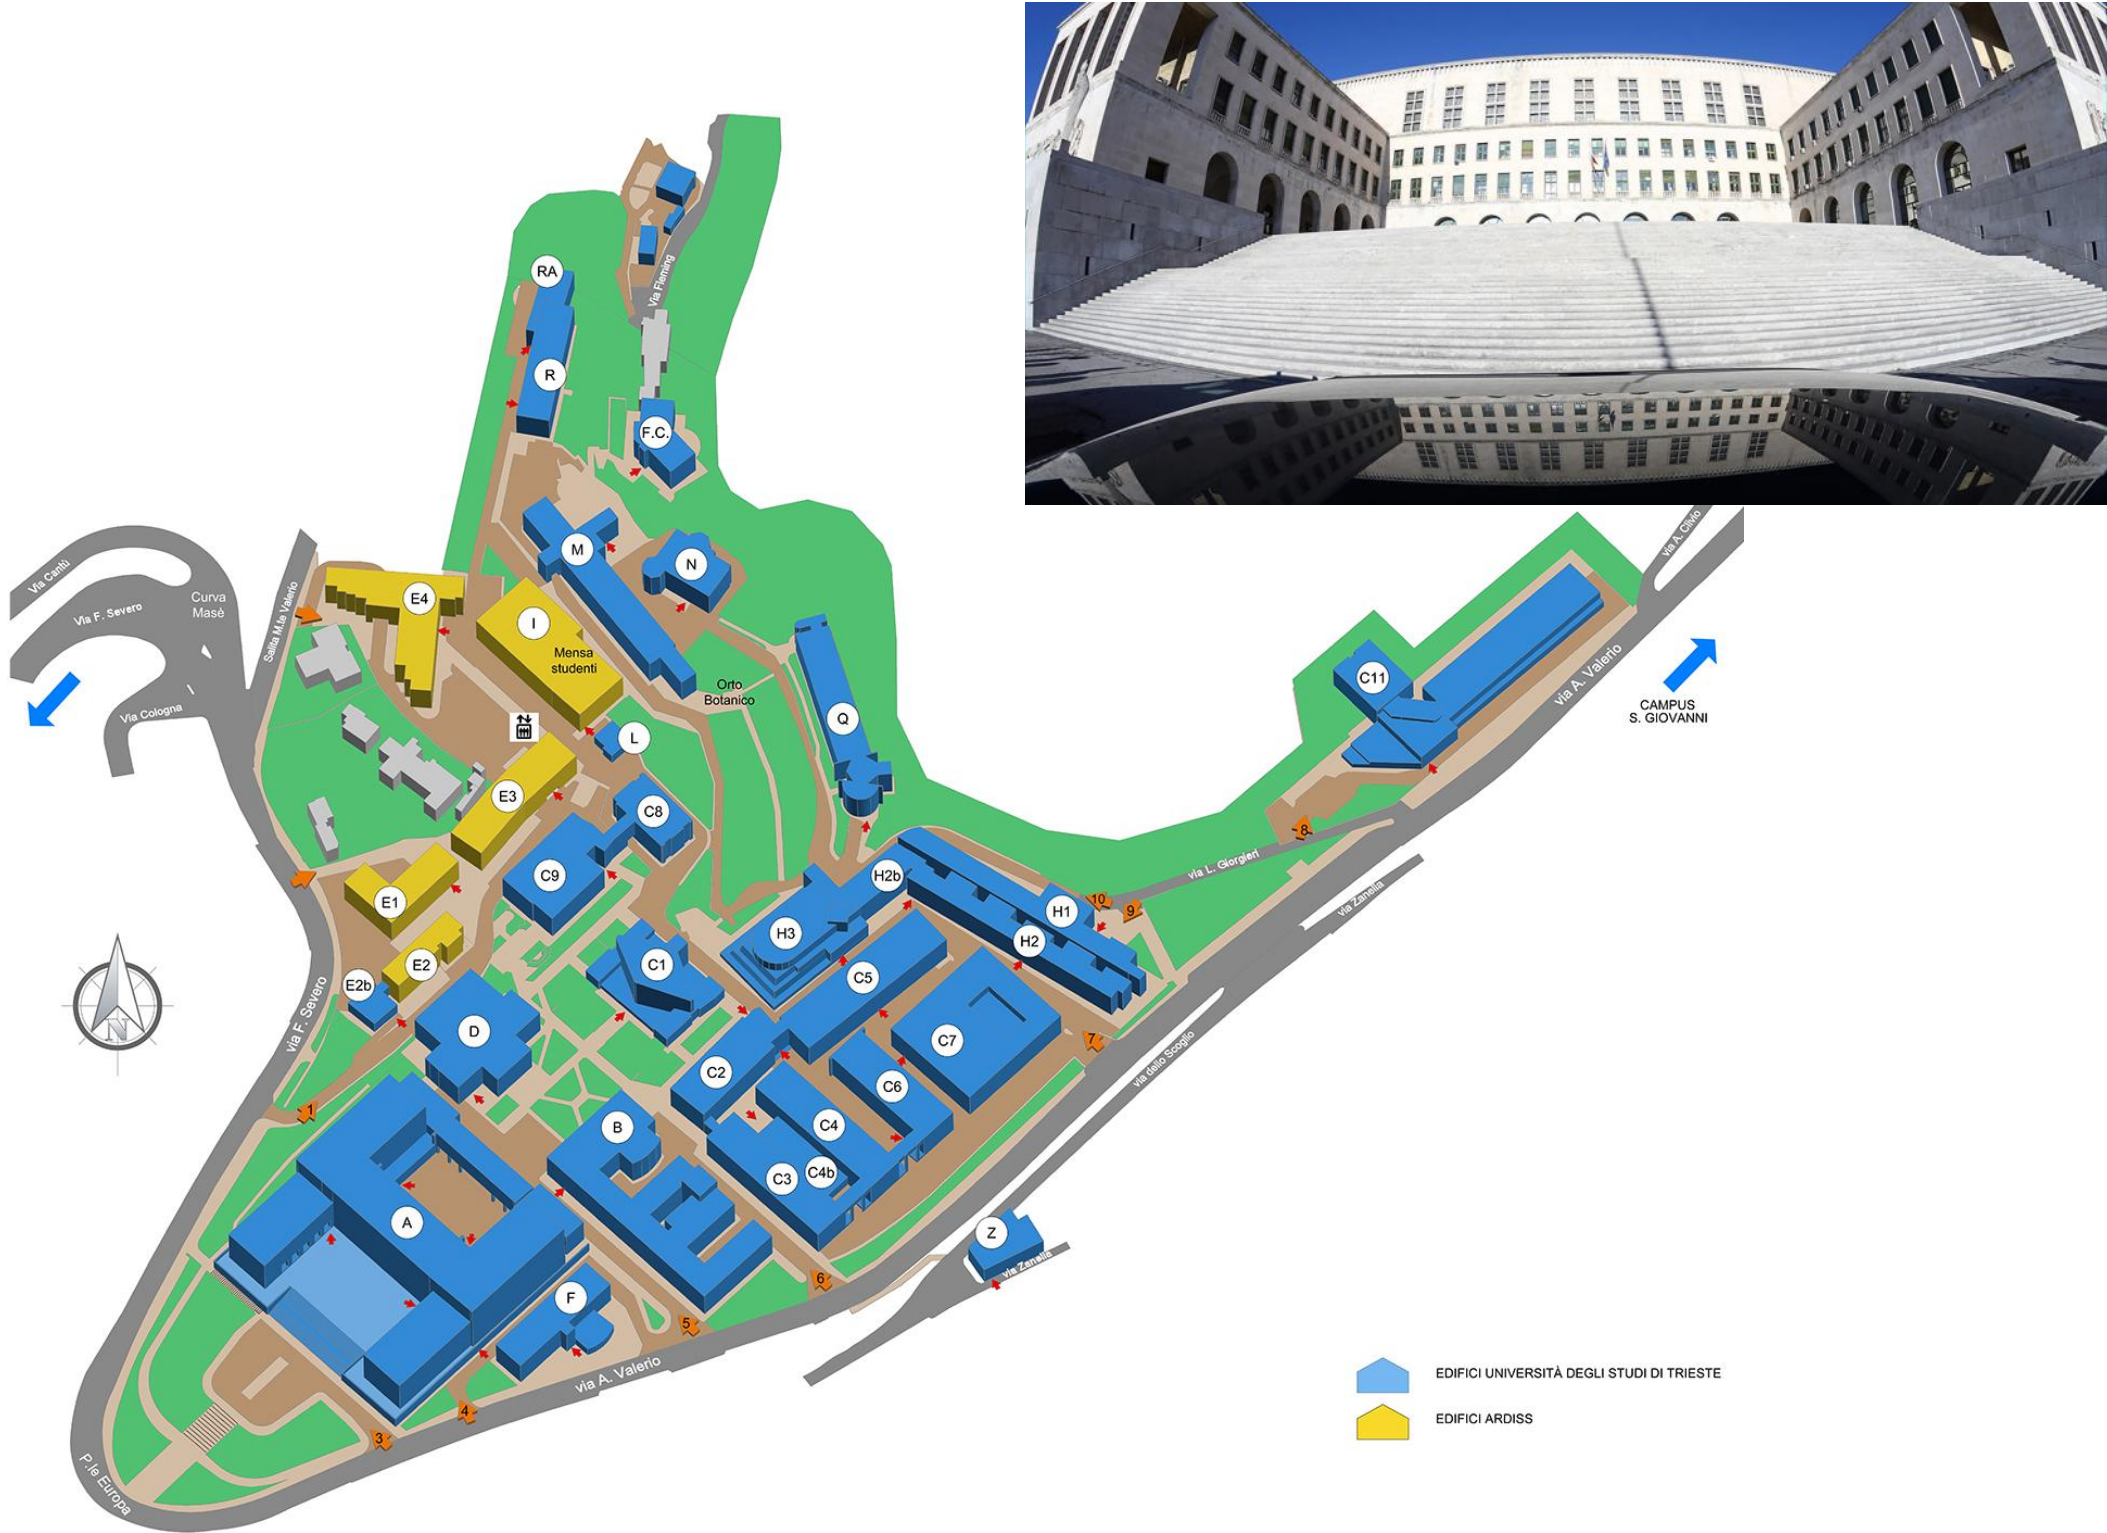 RA
Via Fleming
R
F.C.
via A. Clivio
M
N
Via Cantù
Via F. Severo
Curva
Masè
Salita M.te Valerio
E4
I
Mensa
studenti
Orto
Botanico
C11
via A. Valerio
CAMPUS
S. GIOVANNI
Via Cologna
L
Q
E3
C8
8
C9
H2b
via L. Giorgieri
via Zanella
E1
10
9
H1
H3
H2
E2
C1
C5
E2b
via F. Severo
N
D
C7
7
via dello Scoglio
C2
C6
1
B
C4
C3
C4b
A
Z
via Zanella
6
F
5
via A. Valerio
EDIFICI UNIVERSITÀ DEGLI STUDI DI TRIESTE
4
EDIFICI ARDISS
3
P.le Europa